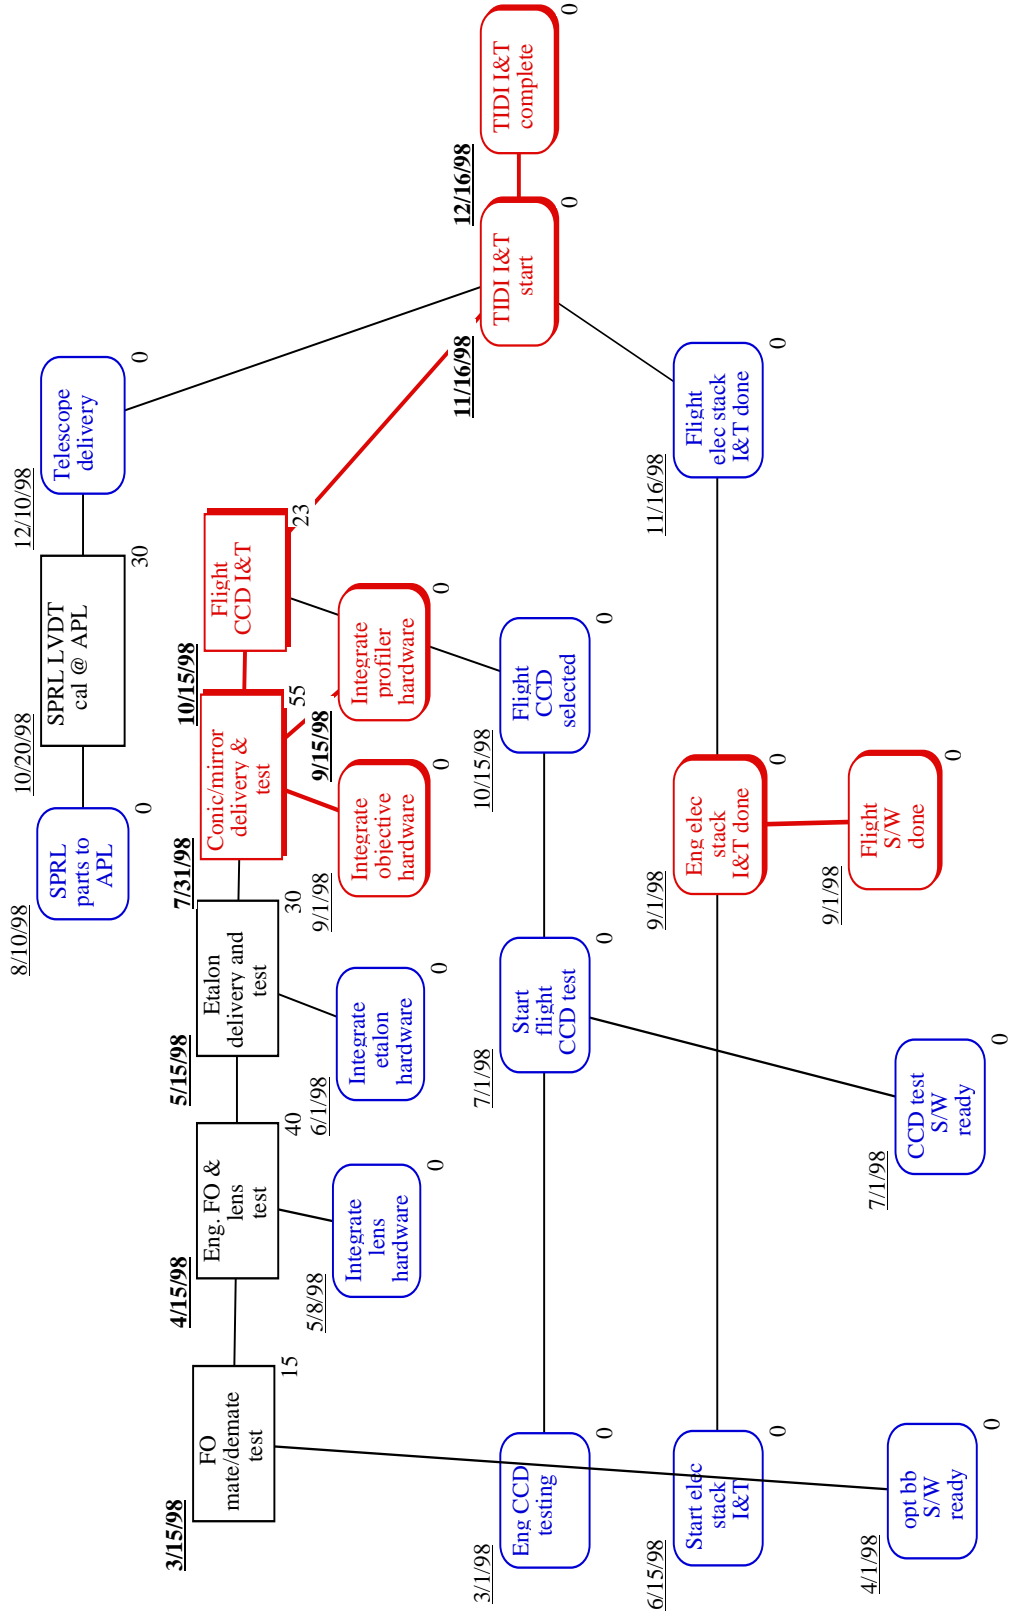 8/10/98
SPRL
parts to
APL
0
10/20/98
SPRL LVDT
cal @ APL
30
12/10/98
Telescope
delivery
0
3/15/98
FO
mate/demate
test
15
4/15/98
Eng. FO &
lens
test
40
5/15/98
Etalon
delivery and
test
30
7/31/98
Conic/mirror
delivery &
test
55
10/15/98
Flight
CCD I&T
23
5/8/98
Integrate
lens
hardware
0
6/1/98
Integrate
etalon
hardware
0
9/1/98
Integrate
objective
hardware
0
9/15/98
Integrate
profiler
hardware
0
11/16/98
TIDI I&T
start
0
12/16/98
TIDI I&T
complete
0
3/1/98
Eng CCD
testing
0
7/1/98
Start
flight
CCD test
0
10/15/98
Flight
CCD
selected
0
6/15/98
Start elec
stack
I&T
0
9/1/98
Eng elec
stack
I&T done
0
11/16/98
Flight
elec stack
I&T done
0
4/1/98
opt bb
S/W
ready
0
7/1/98
CCD test
S/W
ready
0
9/1/98
Flight
S/W
done
0